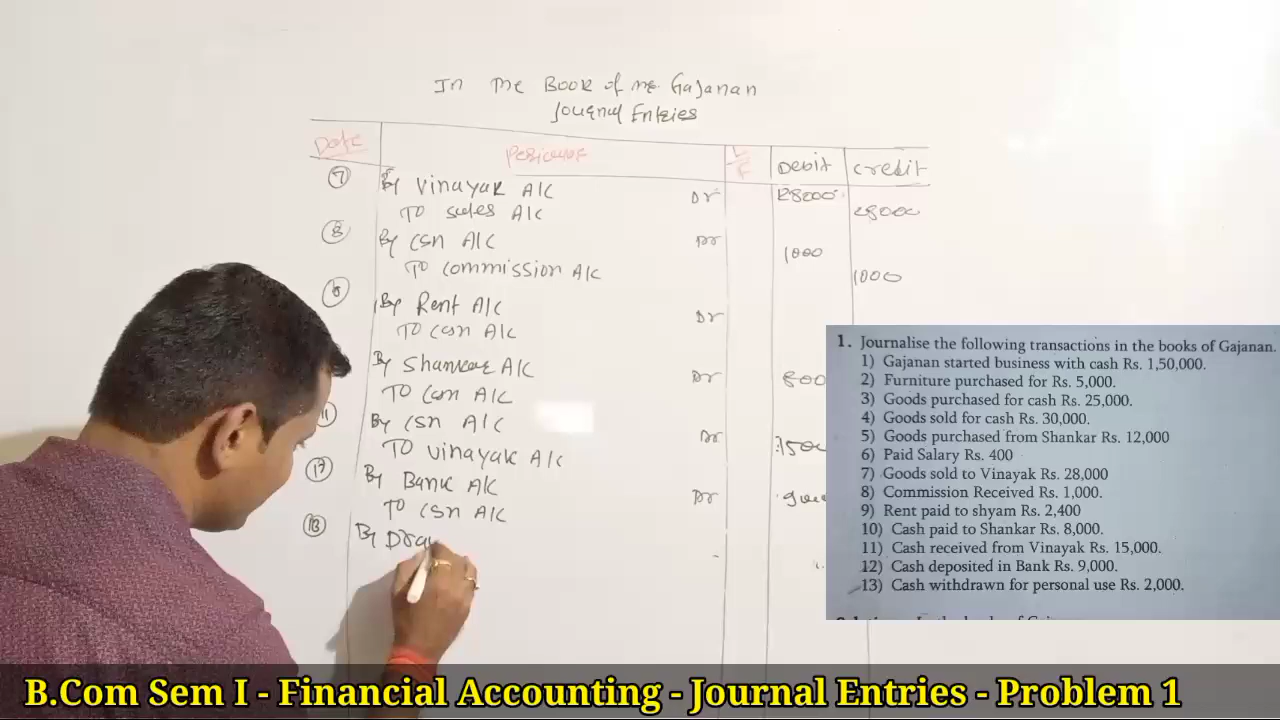 In The Book of mr. Gajanan
Journal Entries
Date
L/F
Debit
Credit
7 By Vinayak A/C Dr 28000
To sales A/C 28000
8 By Csh A/C Dr 1000
To commission A/C 1000
By Rent A/C Dr
To Csh A/C
By Shankar A/C Dr 800
To Csh A/C
11 By Csh A/C Dr 1500
To Vinayak A/C
By Bank A/C Dr 900
To Csh A/C
13 By Draw
1. Journalise the following transactions in the books of Gajanan.
1) Gajanan started business with cash Rs. 1,50,000.
2) Furniture purchased for Rs. 5,000.
3) Goods purchased for cash Rs. 25,000.
4) Goods sold for cash Rs. 30,000.
5) Goods purchased from Shankar Rs. 12,000
6) Paid Salary Rs. 400
7) Goods sold to Vinayak Rs. 28,000
8) Commission Received Rs. 1,000.
9) Rent paid to shyam Rs. 2,400
10) Cash paid to Shankar Rs. 8,000.
11) Cash received from Vinayak Rs. 15,000.
12) Cash deposited in Bank Rs. 9,000.
13) Cash withdrawn for personal use Rs. 2,000.
B.Com Sem I - Financial Accounting - Journal Entries - Problem 1